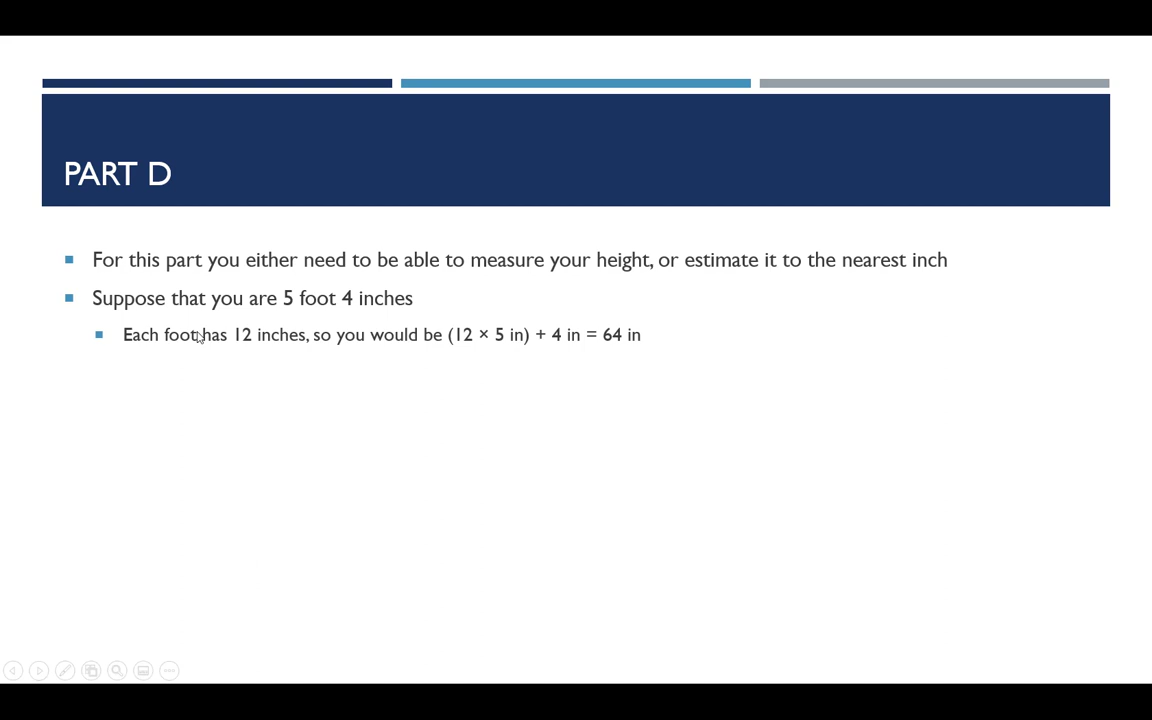 PART D
For this part you either need to be able to measure your height, or estimate it to the nearest inch
Suppose that you are 5 foot 4 inches
Each foot has 12 inches, so you would be (12 × 5 in) + 4 in = 64 in